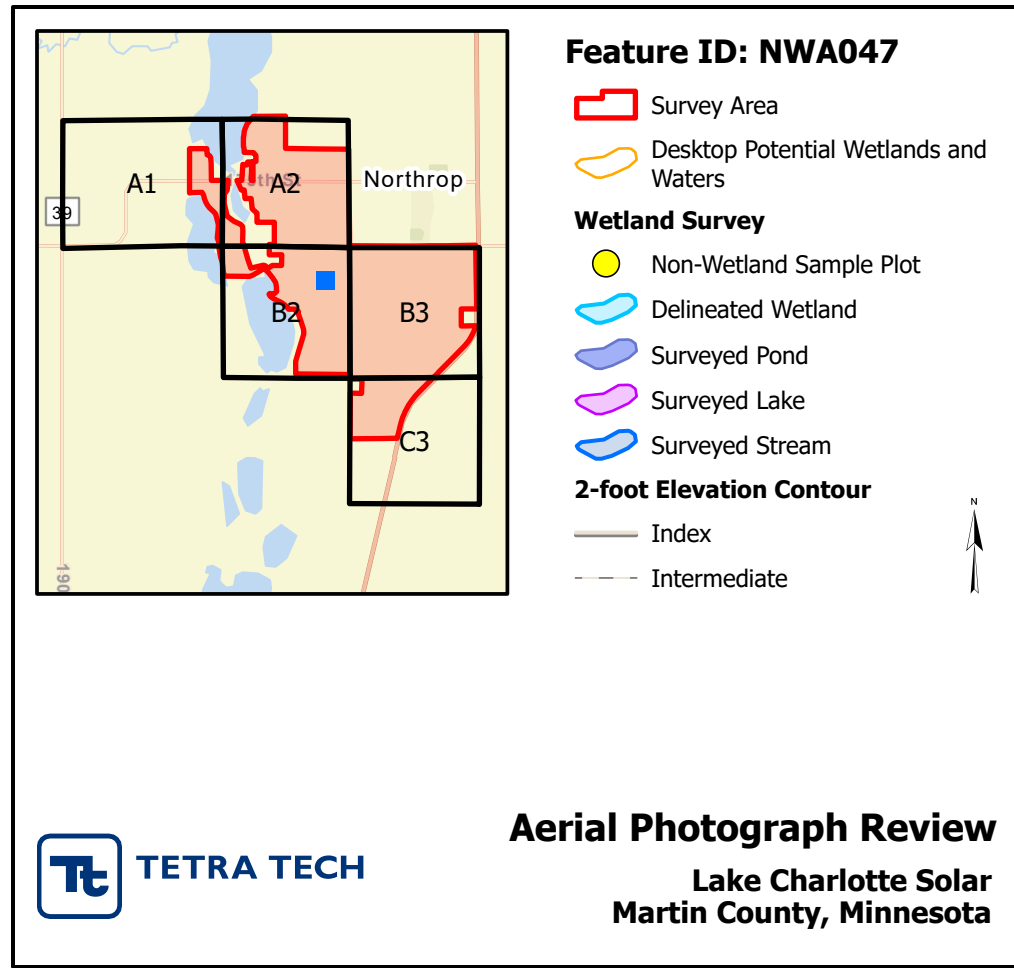 A1
A2
Northrop
39
B2
B3
C3
190
Feature ID: NWA047
Survey Area
Desktop Potential Wetlands and
Waters
Wetland Survey
Non-Wetland Sample Plot
Delineated Wetland
Surveyed Pond
Surveyed Lake
Surveyed Stream
2-foot Elevation Contour
Index
Intermediate
N
Tt TETRA TECH
Aerial Photograph Review
Lake Charlotte Solar
Martin County, Minnesota